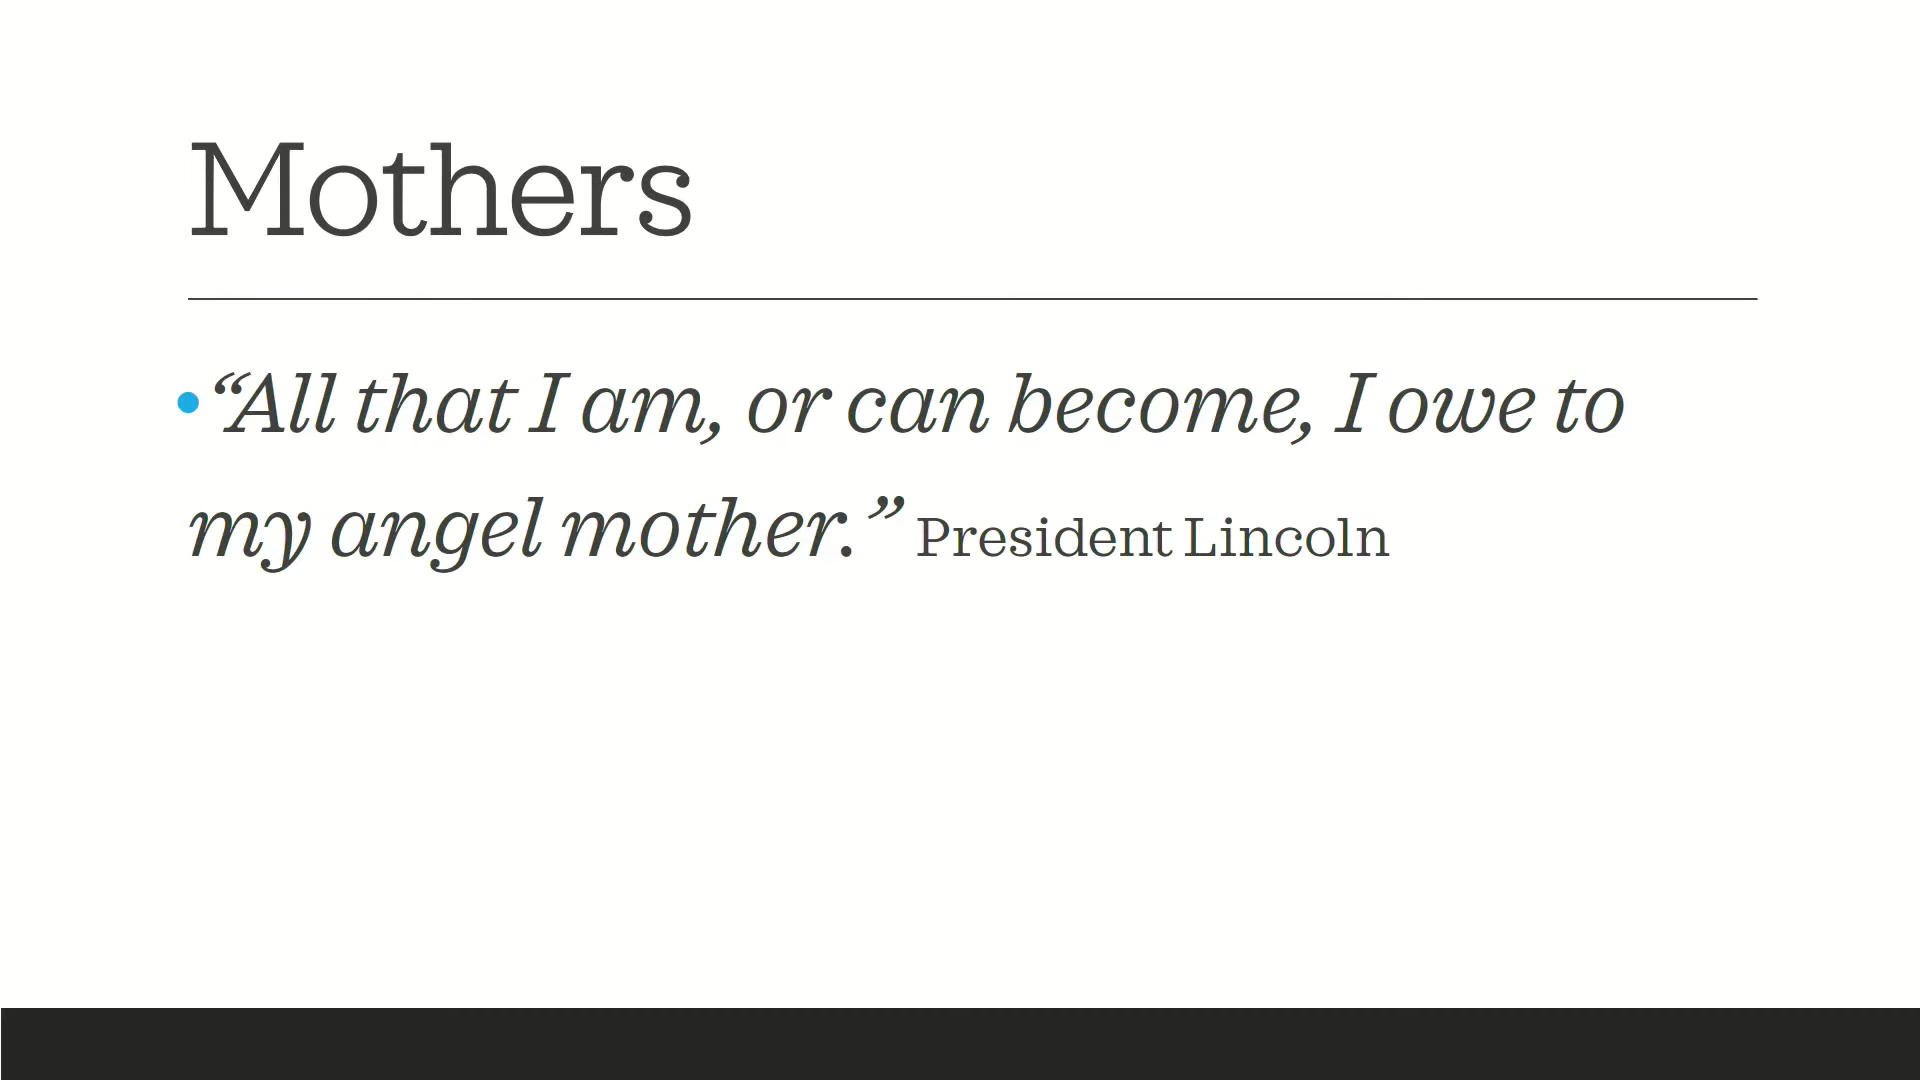 Mothers
•“All that I am, or can become, I owe to
my angel mother.” President Lincoln